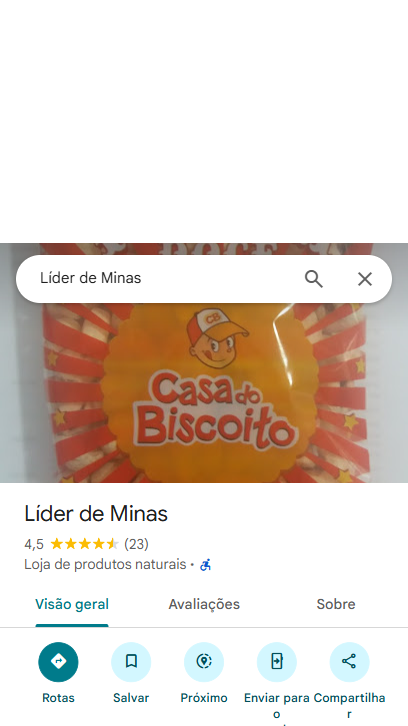 Líder de Minas
CB
Casa do
Biscoito
Líder de Minas
4,5 (23)
Loja de produtos naturais ·
Visão geral Avaliações Sobre
Rotas Salvar Próximo Enviar para Compartilha
o r